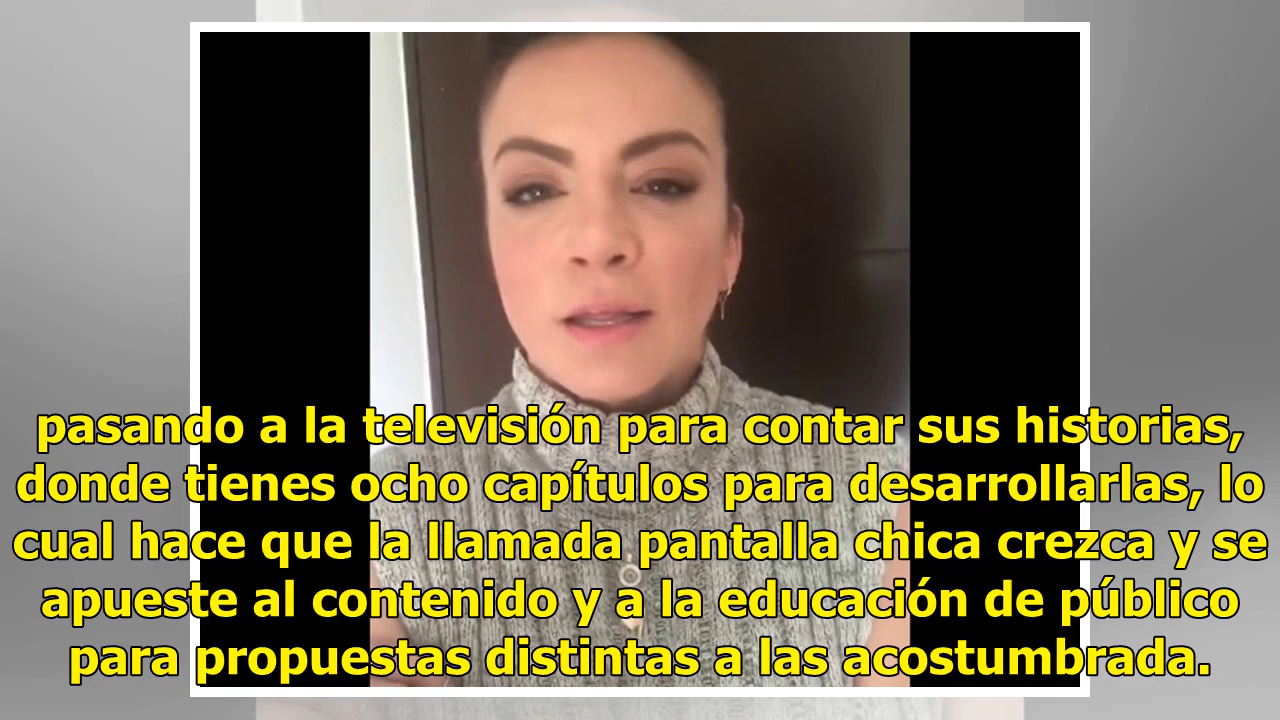 pasando a la televisión para contar sus historias,
donde tienes ocho capítulos para desarrollarlas, lo
cual hace que la llamada pantalla chica crezca y se
apueste al contenido y a la educación de público
para propuestas distintas a las acostumbrada.